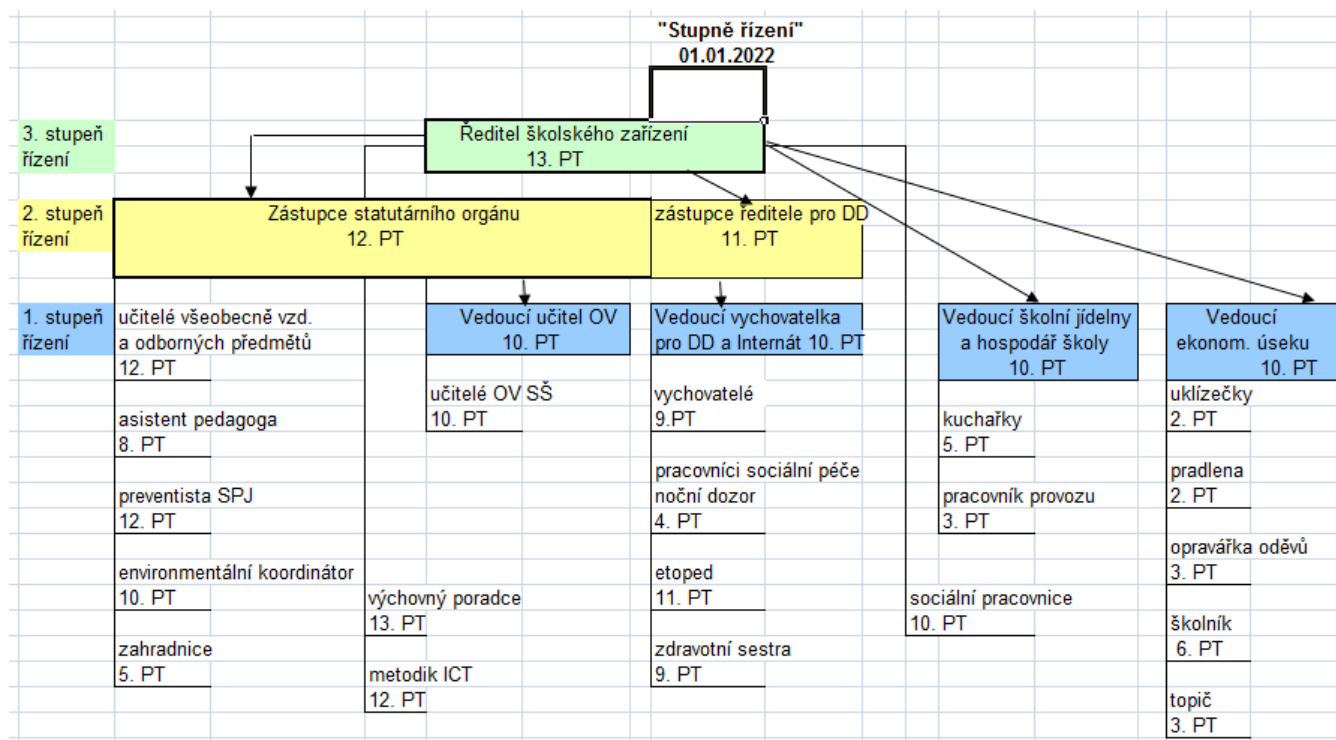 "Stupně řízení"
01.01.2022
3. stupeň
řízení
Ředitel školského zařízení
13. PT
2. stupeň
řízení
Zástupce statutárního orgánu
12. PT
zástupce ředitele pro DD
11. PT
1. stupeň
řízení
učitelé všeobecně vzd.
a odborných předmětů
12. PT
asistent pedagoga
8. PT
preventista SPJ
12. PT
environmentální koordinátor
10. PT
zahradnice
5. PT
výchovný poradce
13. PT
metodik ICT
12. PT
Vedoucí učitel OV
10. PT
učitelé OV SŠ
10. PT
Vedoucí vychovatelka
pro DD a Internát 10. PT
vychovatelé
9.PT
pracovníci sociální péče
noční dozor
4. PT
etoped
11. PT
zdravotní sestra
9. PT
sociální pracovnice
10. PT
Vedoucí školní jídelny
a hospodář školy
10. PT
kuchařky
5. PT
pracovník provozu
3. PT
Vedoucí
ekonom. úseku
10. PT
uklízečky
2. PT
pradlena
2. PT
opravářka oděvů
3. PT
školník
6. PT
topič
3. PT